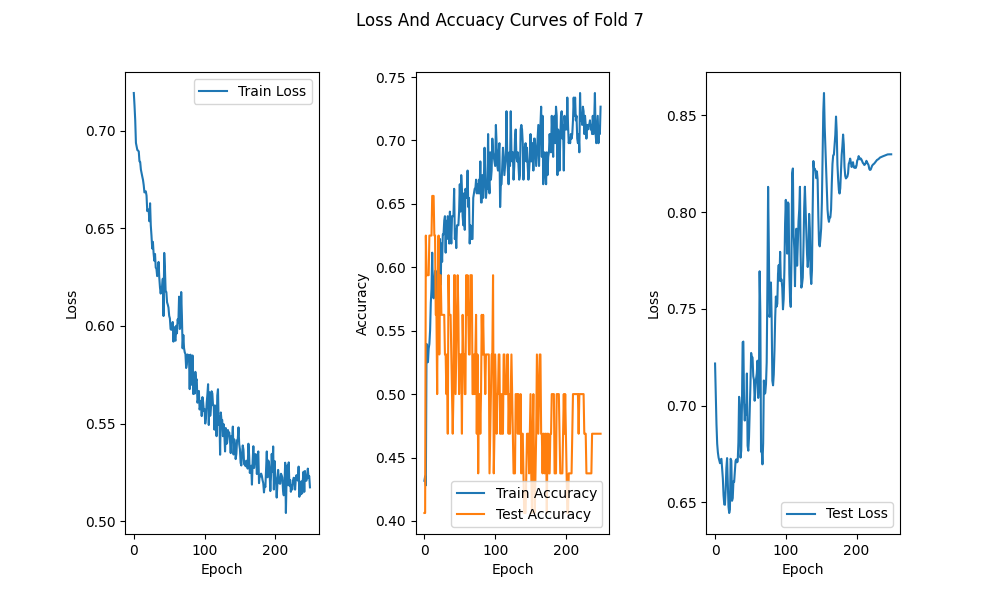 Loss And Accuacy Curves of Fold 7
Train Loss
0.70
0.65
0.60
0.55
0.50
Loss
0
100
200
Epoch
0.75
0.70
0.65
0.60
0.55
0.50
0.45
0.40
Accuracy
Train Accuracy
Test Accuracy
0
100
200
Epoch
0.85
0.80
0.75
0.70
0.65
Loss
Test Loss
0
100
200
Epoch